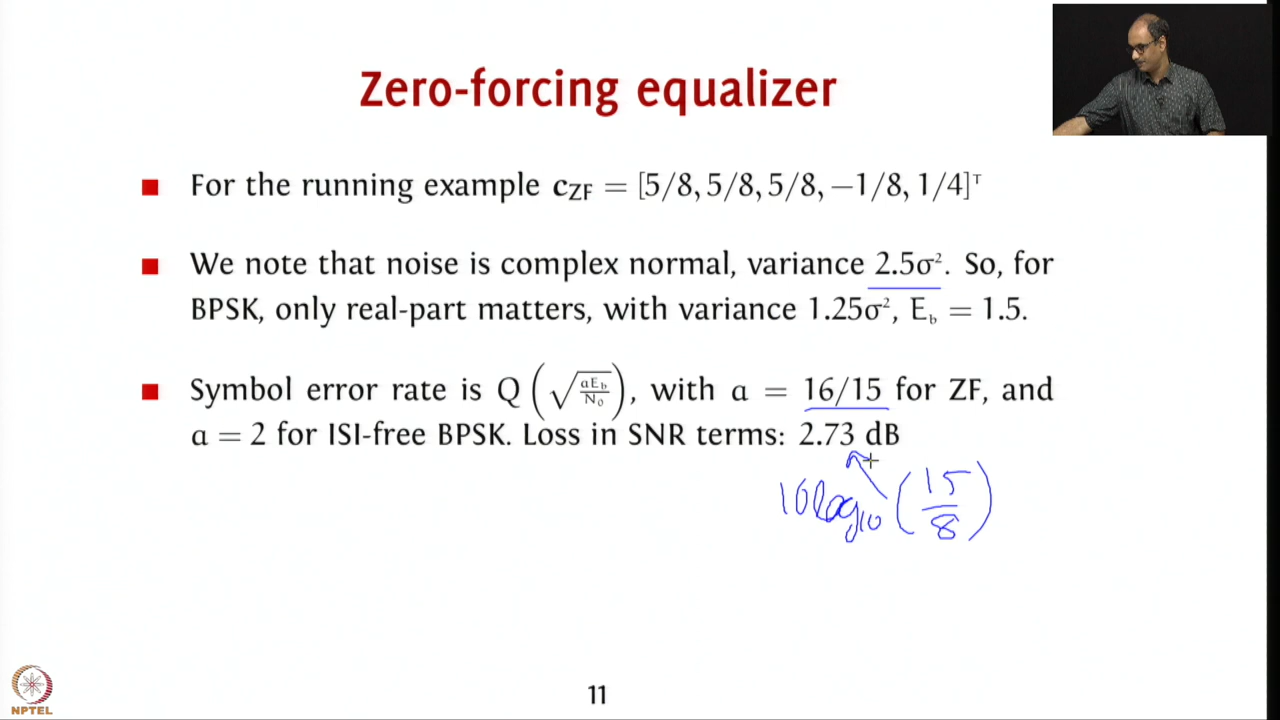 Zero-forcing equalizer
For the running example c_ZF = [5/8, 5/8, 5/8, −1/8, 1/4]ᵀ
We note that noise is complex normal, variance 2.5σ². So, for
BPSK, only real-part matters, with variance 1.25σ², E_b = 1.5.
Symbol error rate is Q(√(aE_b/N_0)), with a = 16/15 for ZF, and
a = 2 for ISI-free BPSK. Loss in SNR terms: 2.73 dB
10 log₁₀ (15/8)
NPTEL
11